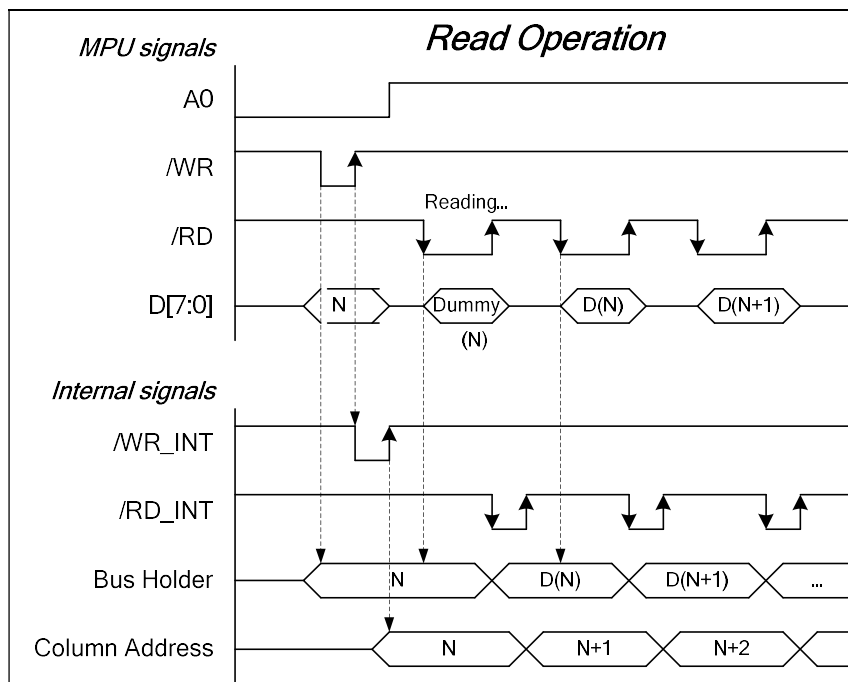 MPU signals
Read Operation
A0
/WR
Reading...
/RD
D[7:0]
N
Dummy
D(N)
D(N+1)
(N)
Internal signals
/WR_INT
/RD_INT
Bus Holder
N
D(N)
D(N+1)
...
Column Address
N
N+1
N+2